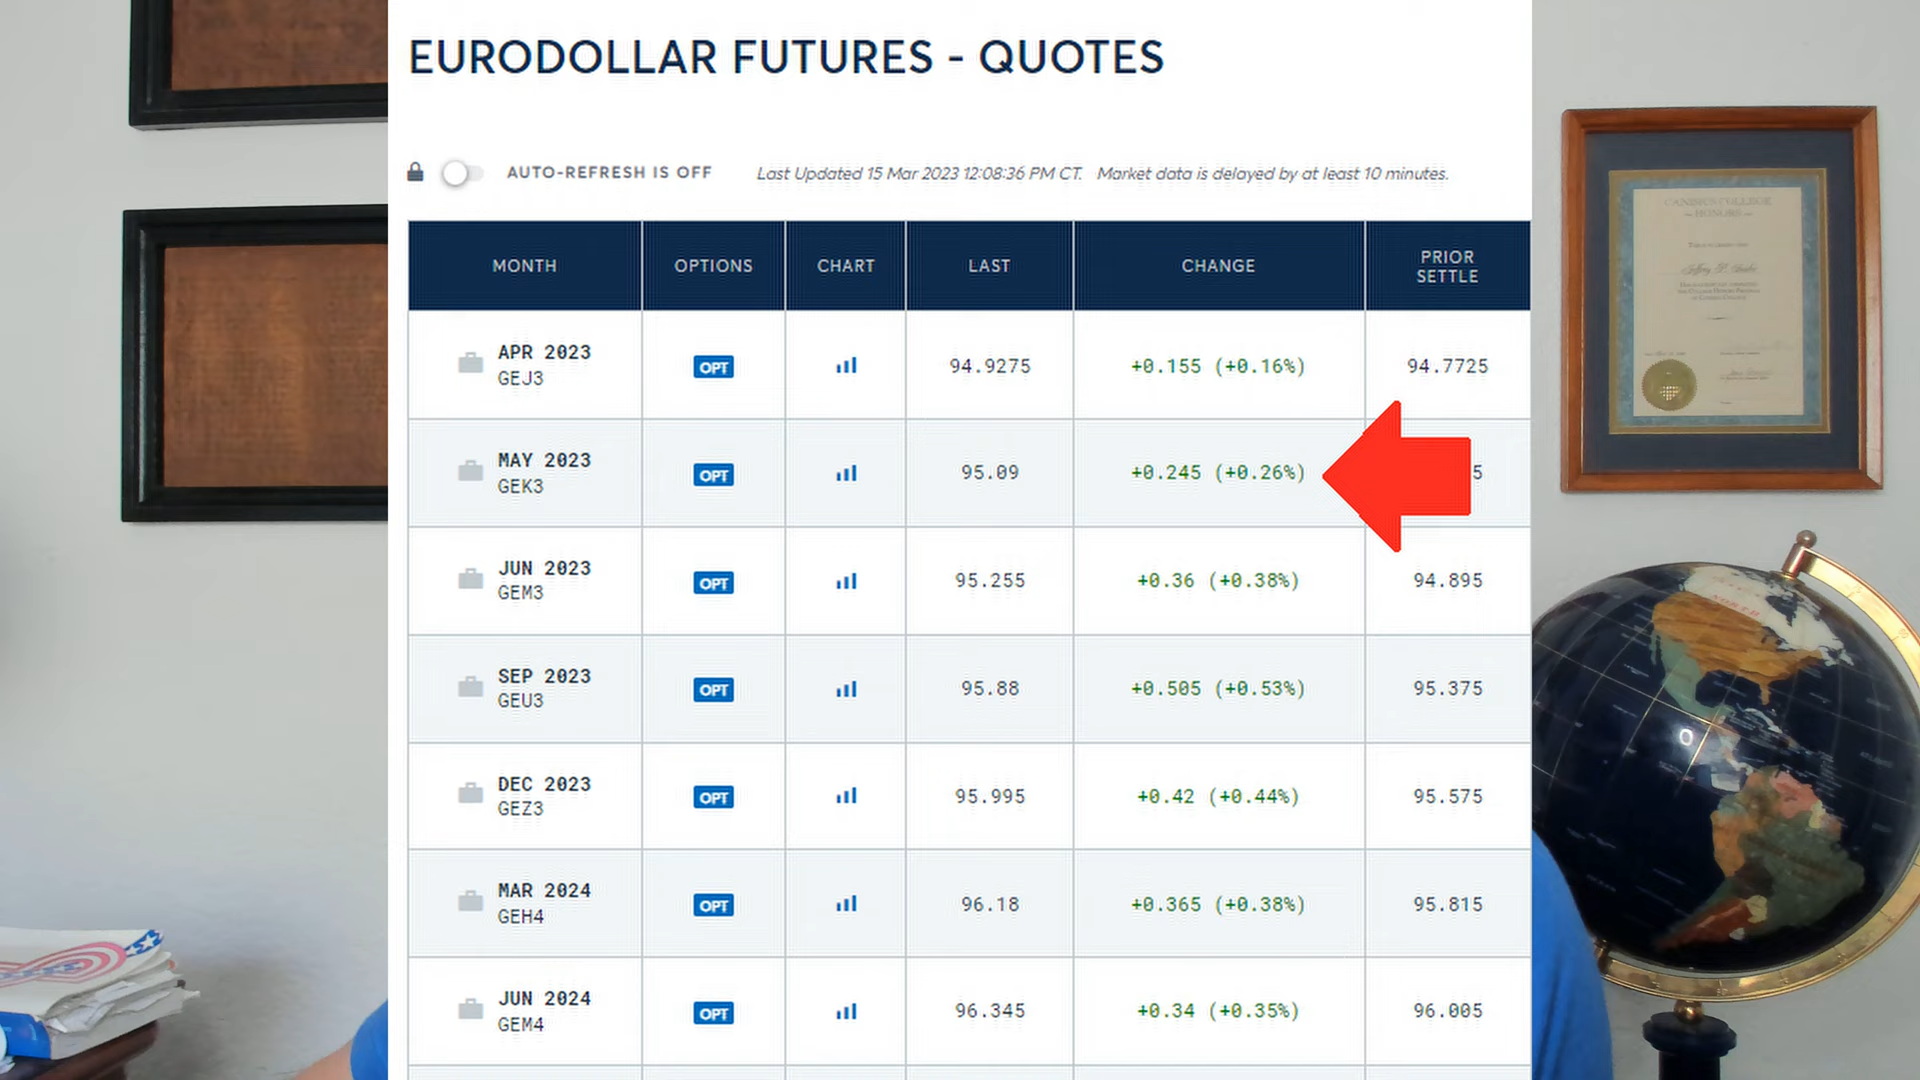 EURODOLLAR FUTURES - QUOTES
AUTO-REFRESH IS OFF
Last Updated 15 Mar 2023 12:08:36 PM CT. Market data is delayed by at least 10 minutes.
MONTH OPTIONS CHART LAST CHANGE PRIOR SETTLE
APR 2023 OPT 94.9275 +0.155 (+0.16%) 94.7725
GEJ3
MAY 2023 OPT 95.09 +0.245 (+0.26%) 5
GEK3
JUN 2023 OPT 95.255 +0.36 (+0.38%) 94.895
GEM3
SEP 2023 OPT 95.88 +0.505 (+0.53%) 95.375
GEU3
DEC 2023 OPT 95.995 +0.42 (+0.44%) 95.575
GEZ3
MAR 2024 OPT 96.18 +0.365 (+0.38%) 95.815
GEH4
JUN 2024 OPT 96.345 +0.34 (+0.35%) 96.005
GEM4
CANISIUS COLLEGE
HONORS
NORTH